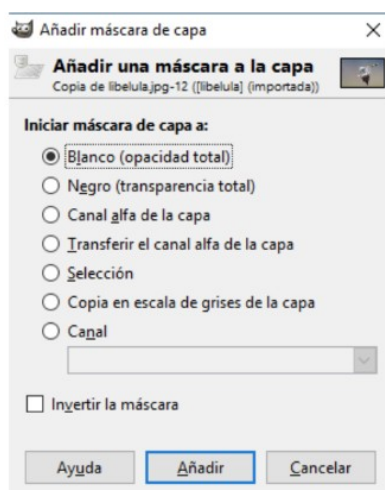 Añadir máscara de capa
Añadir una máscara a la capa
Copia de libelula.jpg-12 ([libelula] (importada))
Iniciar máscara de capa a:
Blanco (opacidad total)
Negro (transparencia total)
Canal alfa de la capa
Transferir el canal alfa de la capa
Selección
Copia en escala de grises de la capa
Canal
Invertir la máscara
Ayuda Añadir Cancelar